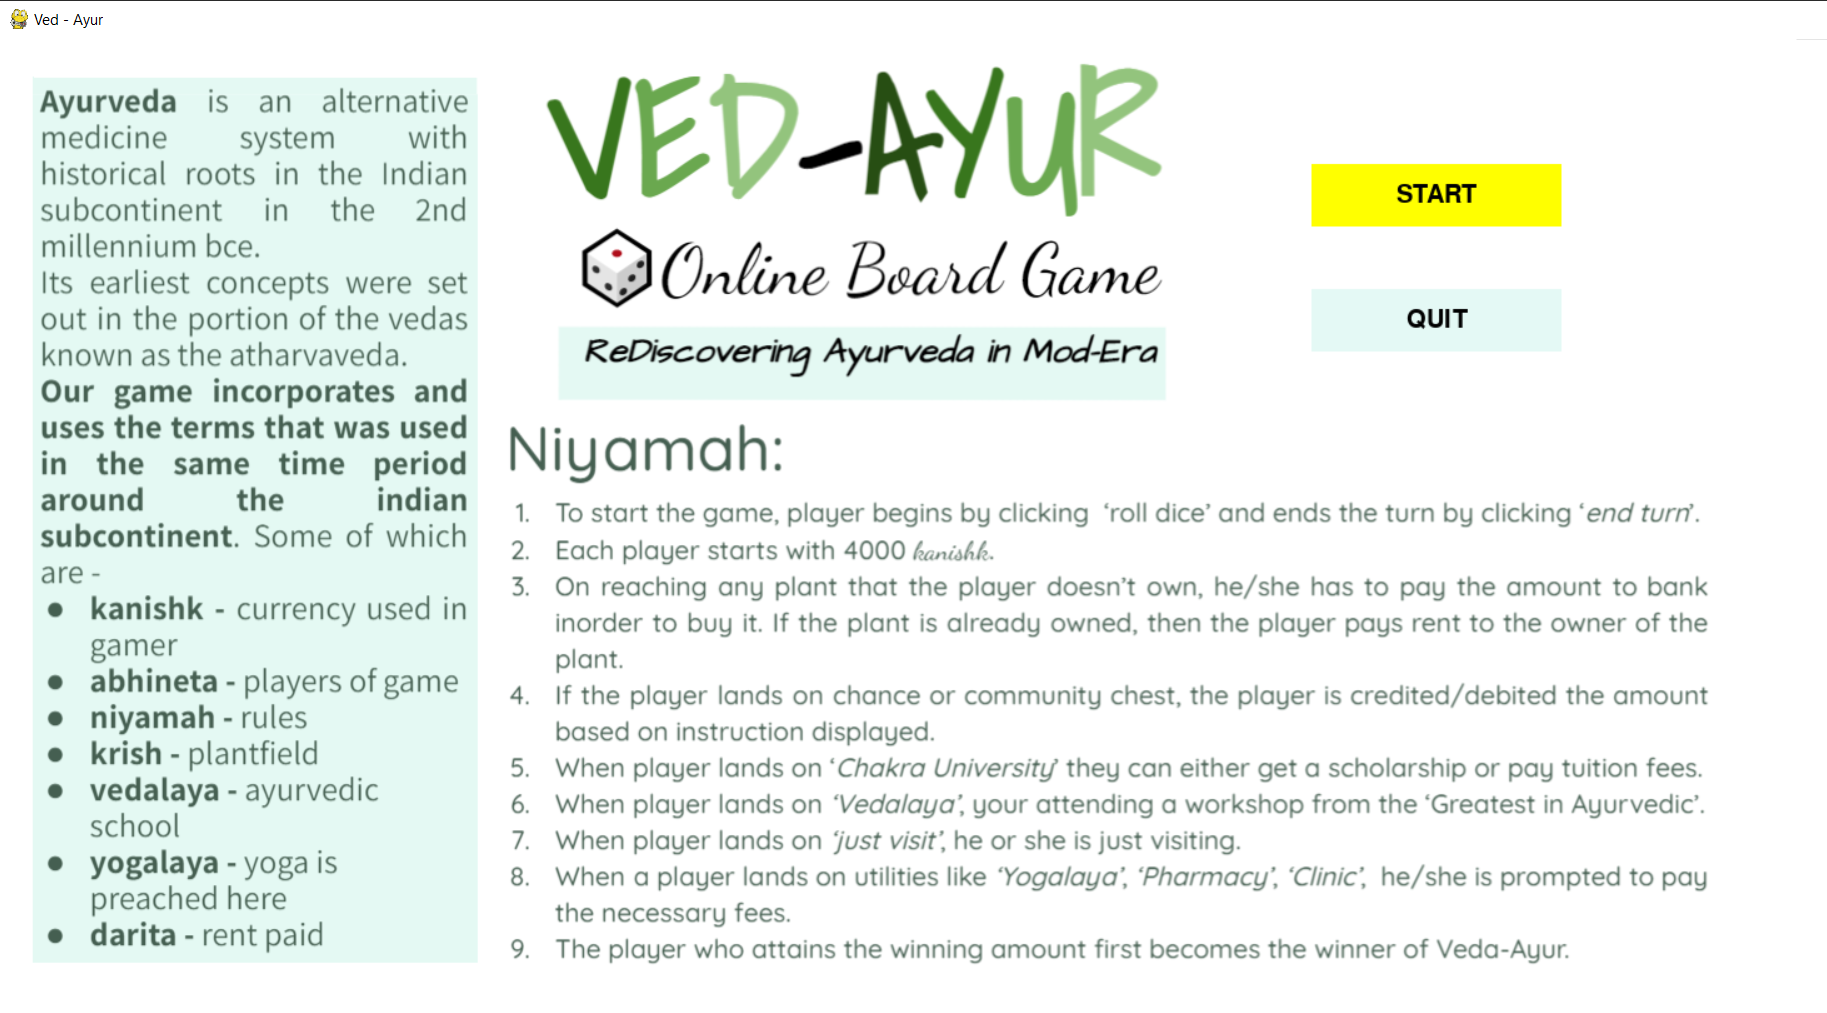 Ved - Ayur
Ayurveda is an alternative
medicine system with
historical roots in the Indian
subcontinent in the 2nd
millennium bce.
Its earliest concepts were set
out in the portion of the vedas
known as the atharvaveda.
Our game incorporates and
uses the terms that was used
in the same time period
around the indian
subcontinent. Some of which
are -
● kanishk - currency used in
gamer
● abhineta - players of game
● niyamah - rules
● krish - plantfield
● vedalaya - ayurvedic
school
● yogalaya - yoga is
preached here
● darita - rent paid
VED-AYUR
Online Board Game
ReDiscovering Ayurveda in Mod-Era
START
QUIT
Niyamah:
1. To start the game, player begins by clicking ‘roll dice’ and ends the turn by clicking ‘end turn’.
2. Each player starts with 4000 kanishk.
3. On reaching any plant that the player doesn’t own, he/she has to pay the amount to bank
inorder to buy it. If the plant is already owned, then the player pays rent to the owner of the
plant.
4. If the player lands on chance or community chest, the player is credited/debited the amount
based on instruction displayed.
5. When player lands on ‘Chakra University’ they can either get a scholarship or pay tuition fees.
6. When player lands on ‘Vedalaya’, your attending a workshop from the ‘Greatest in Ayurvedic’.
7. When player lands on ‘just visit’, he or she is just visiting.
8. When a player lands on utilities like ‘Yogalaya’, ‘Pharmacy’, ‘Clinic’, he/she is prompted to pay
the necessary fees.
9. The player who attains the winning amount first becomes the winner of Veda-Ayur.